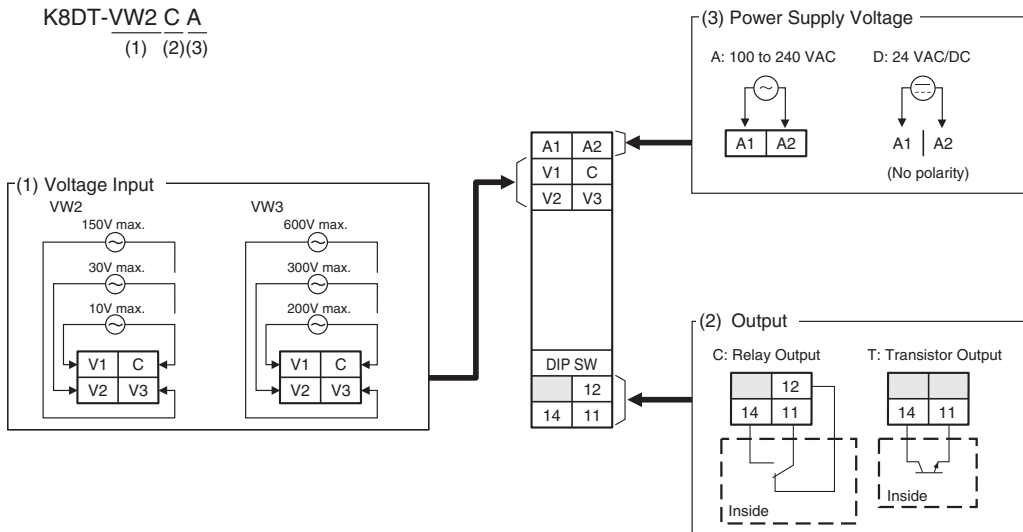 K8DT-VW2 C A
(1) (2)(3)
(3) Power Supply Voltage
A: 100 to 240 VAC
D: 24 VAC/DC
A1 A2
A1 A2
(No polarity)
A1 A2
V1 C
V2 V3
DIP SW
12
14 11
(1) Voltage Input
VW2
150V max.
30V max.
10V max.
V1 C
V2 V3
VW3
600V max.
300V max.
200V max.
V1 C
V2 V3
(2) Output
C: Relay Output
12
14 11
Inside
T: Transistor Output
14 11
Inside